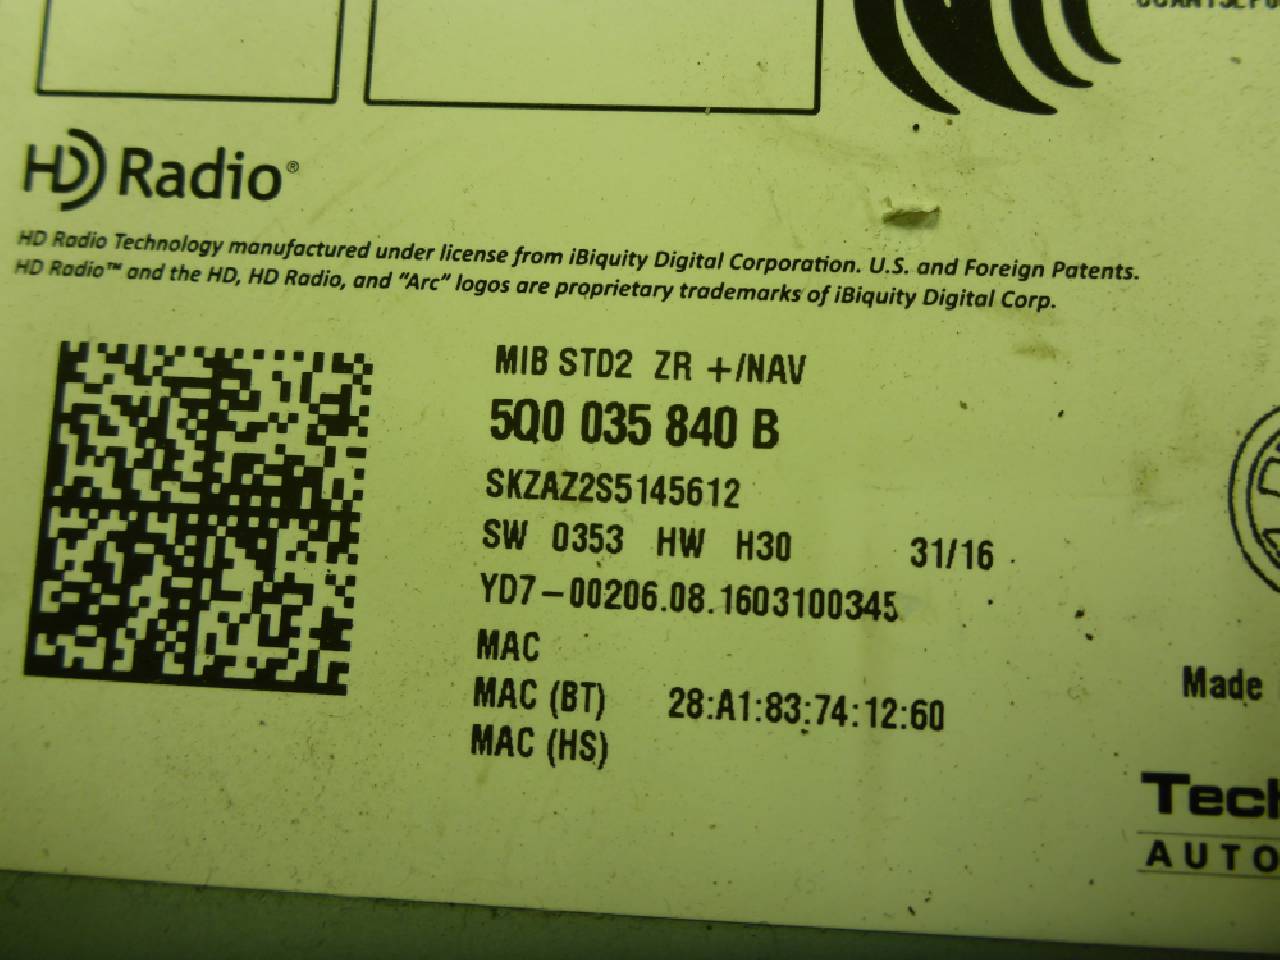 HD Radio®
HD Radio Technology manufactured under license from iBiquity Digital Corporation. U.S. and Foreign Patents.
HD Radio™ and the HD, HD Radio, and “Arc” logos are proprietary trademarks of iBiquity Digital Corp.
MIB STD2 ZR +/NAV
5Q0 035 840 B
SKZAZ2S5145612
SW 0353 HW H30 31/16
YD7-00206.08.1603100345
MAC
MAC (BT) 28:A1:83:74:12:60
MAC (HS)
Made
Tech
AUTO